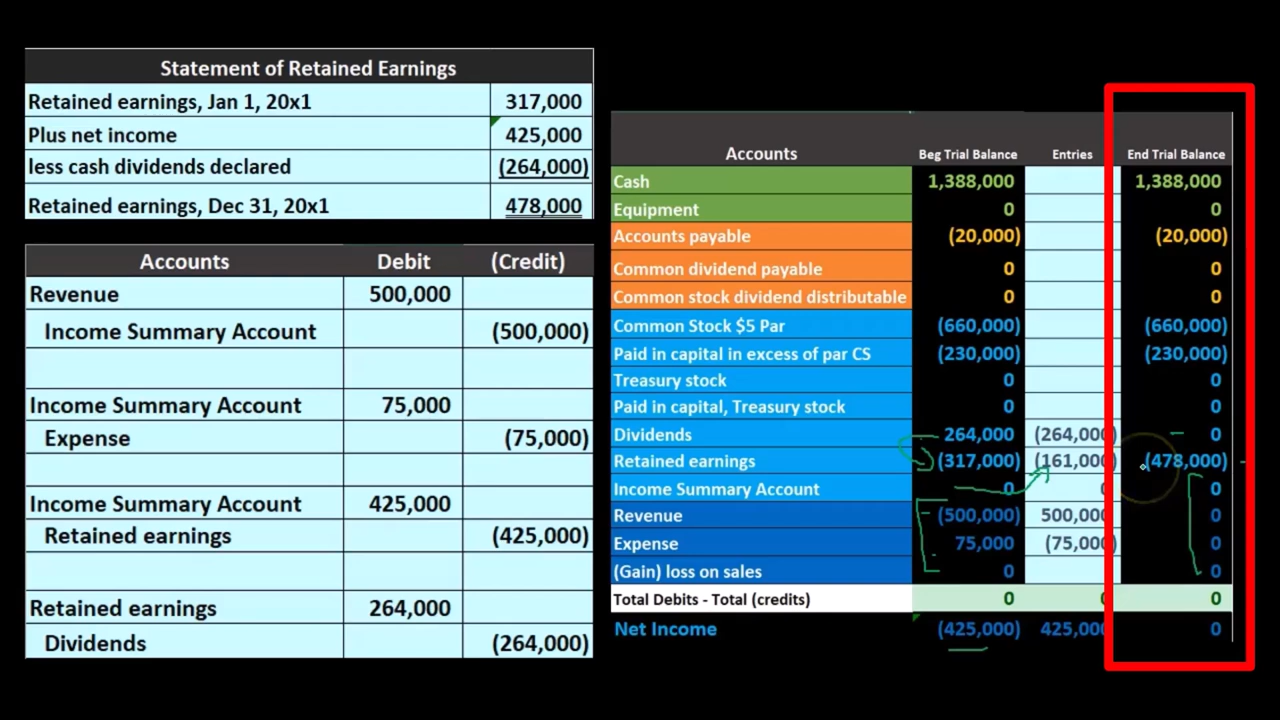 Statement of Retained Earnings
Retained earnings, Jan 1, 20x1 317,000
Plus net income 425,000
less cash dividends declared (264,000)
Retained earnings, Dec 31, 20x1 478,000
Accounts Debit (Credit)
Revenue 500,000
Income Summary Account (500,000)
Income Summary Account 75,000
Expense (75,000)
Income Summary Account 425,000
Retained earnings (425,000)
Retained earnings 264,000
Dividends (264,000)
Accounts Beg Trial Balance Entries End Trial Balance
Cash 1,388,000 1,388,000
Equipment 0 0
Accounts payable (20,000) (20,000)
Common dividend payable 0 0
Common stock dividend distributable 0 0
Common Stock $5 Par (660,000) (660,000)
Paid in capital in excess of par CS (230,000) (230,000)
Treasury stock 0 0
Paid in capital, Treasury stock 0 0
Dividends 264,000 (264,000) 0
Retained earnings (317,000) (161,000) (478,000)
Income Summary Account 0 0 0
Revenue (500,000) 500,000 0
Expense 75,000 (75,000) 0
(Gain) loss on sales 0 0
Total Debits - Total (credits) 0 0 0
Net Income (425,000) 425,000 0